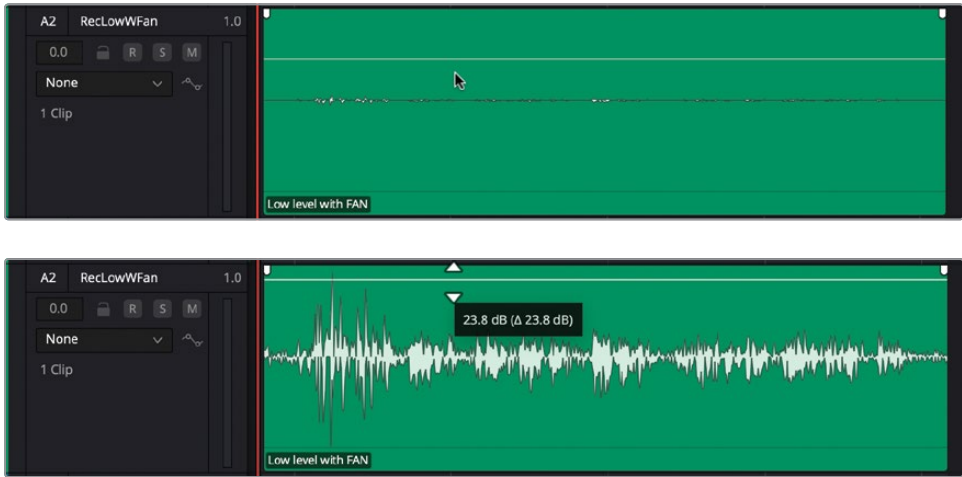 A2 RecLowWFan 1.0
0.0 R S M
None
1 Clip
Low level with FAN
A2 RecLowWFan 1.0
0.0 R S M
23.8 dB (Δ 23.8 dB)
None
1 Clip
Low level with FAN